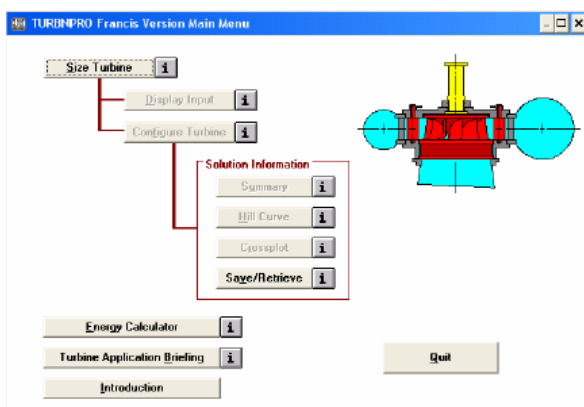 TURBNPRO Francis Version Main Menu
Size Turbine i
Display Input i
Configure Turbine i
Solution Information
Summary i
Hill Curve i
Crossplot i
Save/Retrieve i
Energy Calculator i
Turbine Application Briefing i
Quit
Introduction